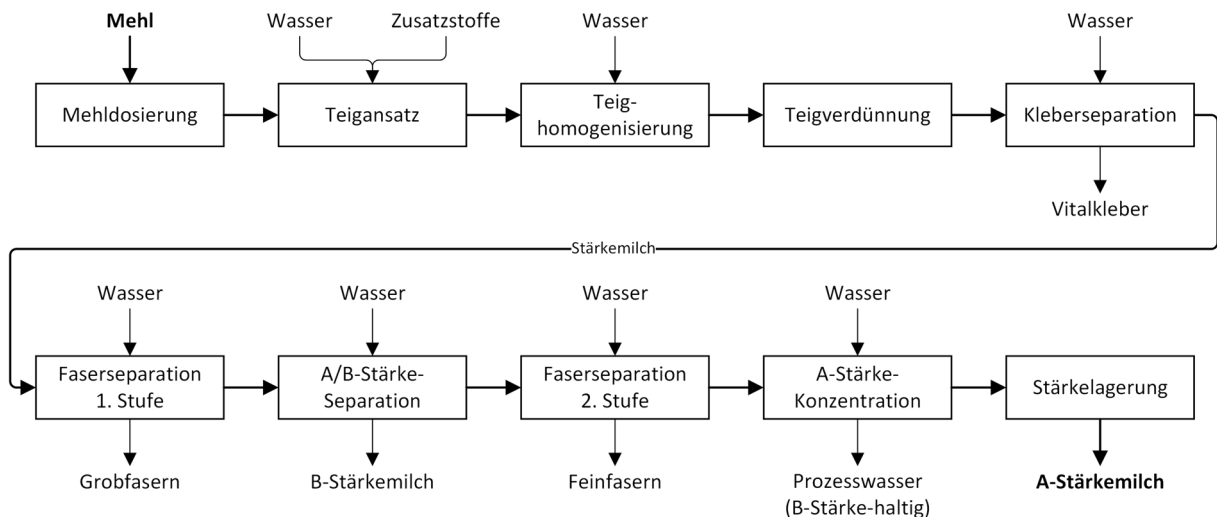 Mehl
Wasser
Zusatzstoffe
Wasser
Wasser
Mehldosierung
Teigansatz
Teig-
homogenisierung
Teigverdünnung
Kleberseparation
Vitalkleber
Stärkemilch
Wasser
Wasser
Wasser
Wasser
Faserseparation
1. Stufe
A/B-Stärke-
Separation
Faserseparation
2. Stufe
A-Stärke-
Konzentration
Stärkelagerung
Grobfasern
B-Stärkemilch
Feinfasern
Prozesswasser
(B-Stärke-haltig)
A-Stärkemilch